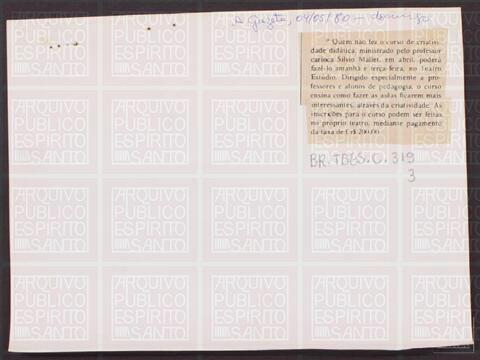 A Gazeta, 04/05/80 - domingo
" Quem não fez o curso de criativi-
dade didática, ministrado pelo professor
carioca Silvio Mallet, em abril, poderá
fazê-lo amanhã e terça-feira, no Teatro
Estúdio. Dirigido especialmente a pro-
fessores e alunos de pedagogia, o curso
ensina como fazer as aulas ficarem mais
interessantes, através da criatividade. As
inscrições para o curso podem ser feitas
no próprio teatro, mediante pagamento
da taxa de Cr$ 200,00.
BR.TBES.C.319
3
ARQUIVO
PÚBLICO
ESPÍRITO
SANTO